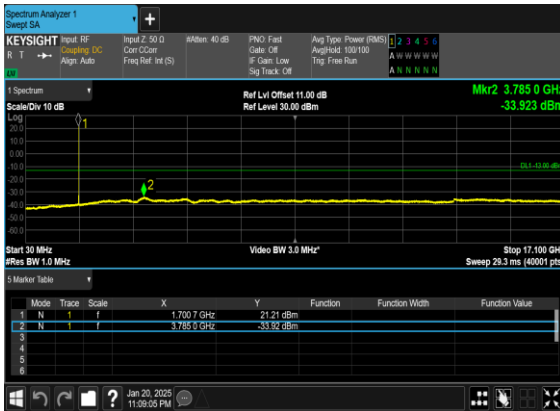 Spectrum Analyzer 1
Swept SA
+
KEYSIGHT
R T
LW
Input: RF
Coupling: DC
Align: Auto
Input Z: 50 Ω
Corr CCorr
Freq Ref: Int (S)
#Atten: 40 dB
PNO: Fast
Gate: Off
IF Gain: Low
Sig Track: Off
Avg Type: Power (RMS)
Avg|Hold: 100/100
Trig: Free Run
1 2 3 4 5 6
A W W W W W
A N N N N N
1 Spectrum
Scale/Div 10 dB
Log
Ref Lvl Offset 11.00 dB
Ref Level 30.00 dBm
Mkr2 3.785 0 GHz
-33.923 dBm
20.0
10.0
0.00
-10.0
-20.0
-30.0
-40.0
-50.0
-60.0
1
2
DL1 -13.00 dBm
Start 30 MHz
#Res BW 1.0 MHz
Video BW 3.0 MHz*
Stop 17.100 GHz
Sweep 29.3 ms (40001 pts)
5 Marker Table
Mode Trace Scale X Y Function Function Width Function Value
1 N 1 f 1.700 7 GHz 21.21 dBm
2 N 1 f 3.785 0 GHz -33.92 dBm
3
4
5
6
?
Jan 20, 2025
11:09:05 PM